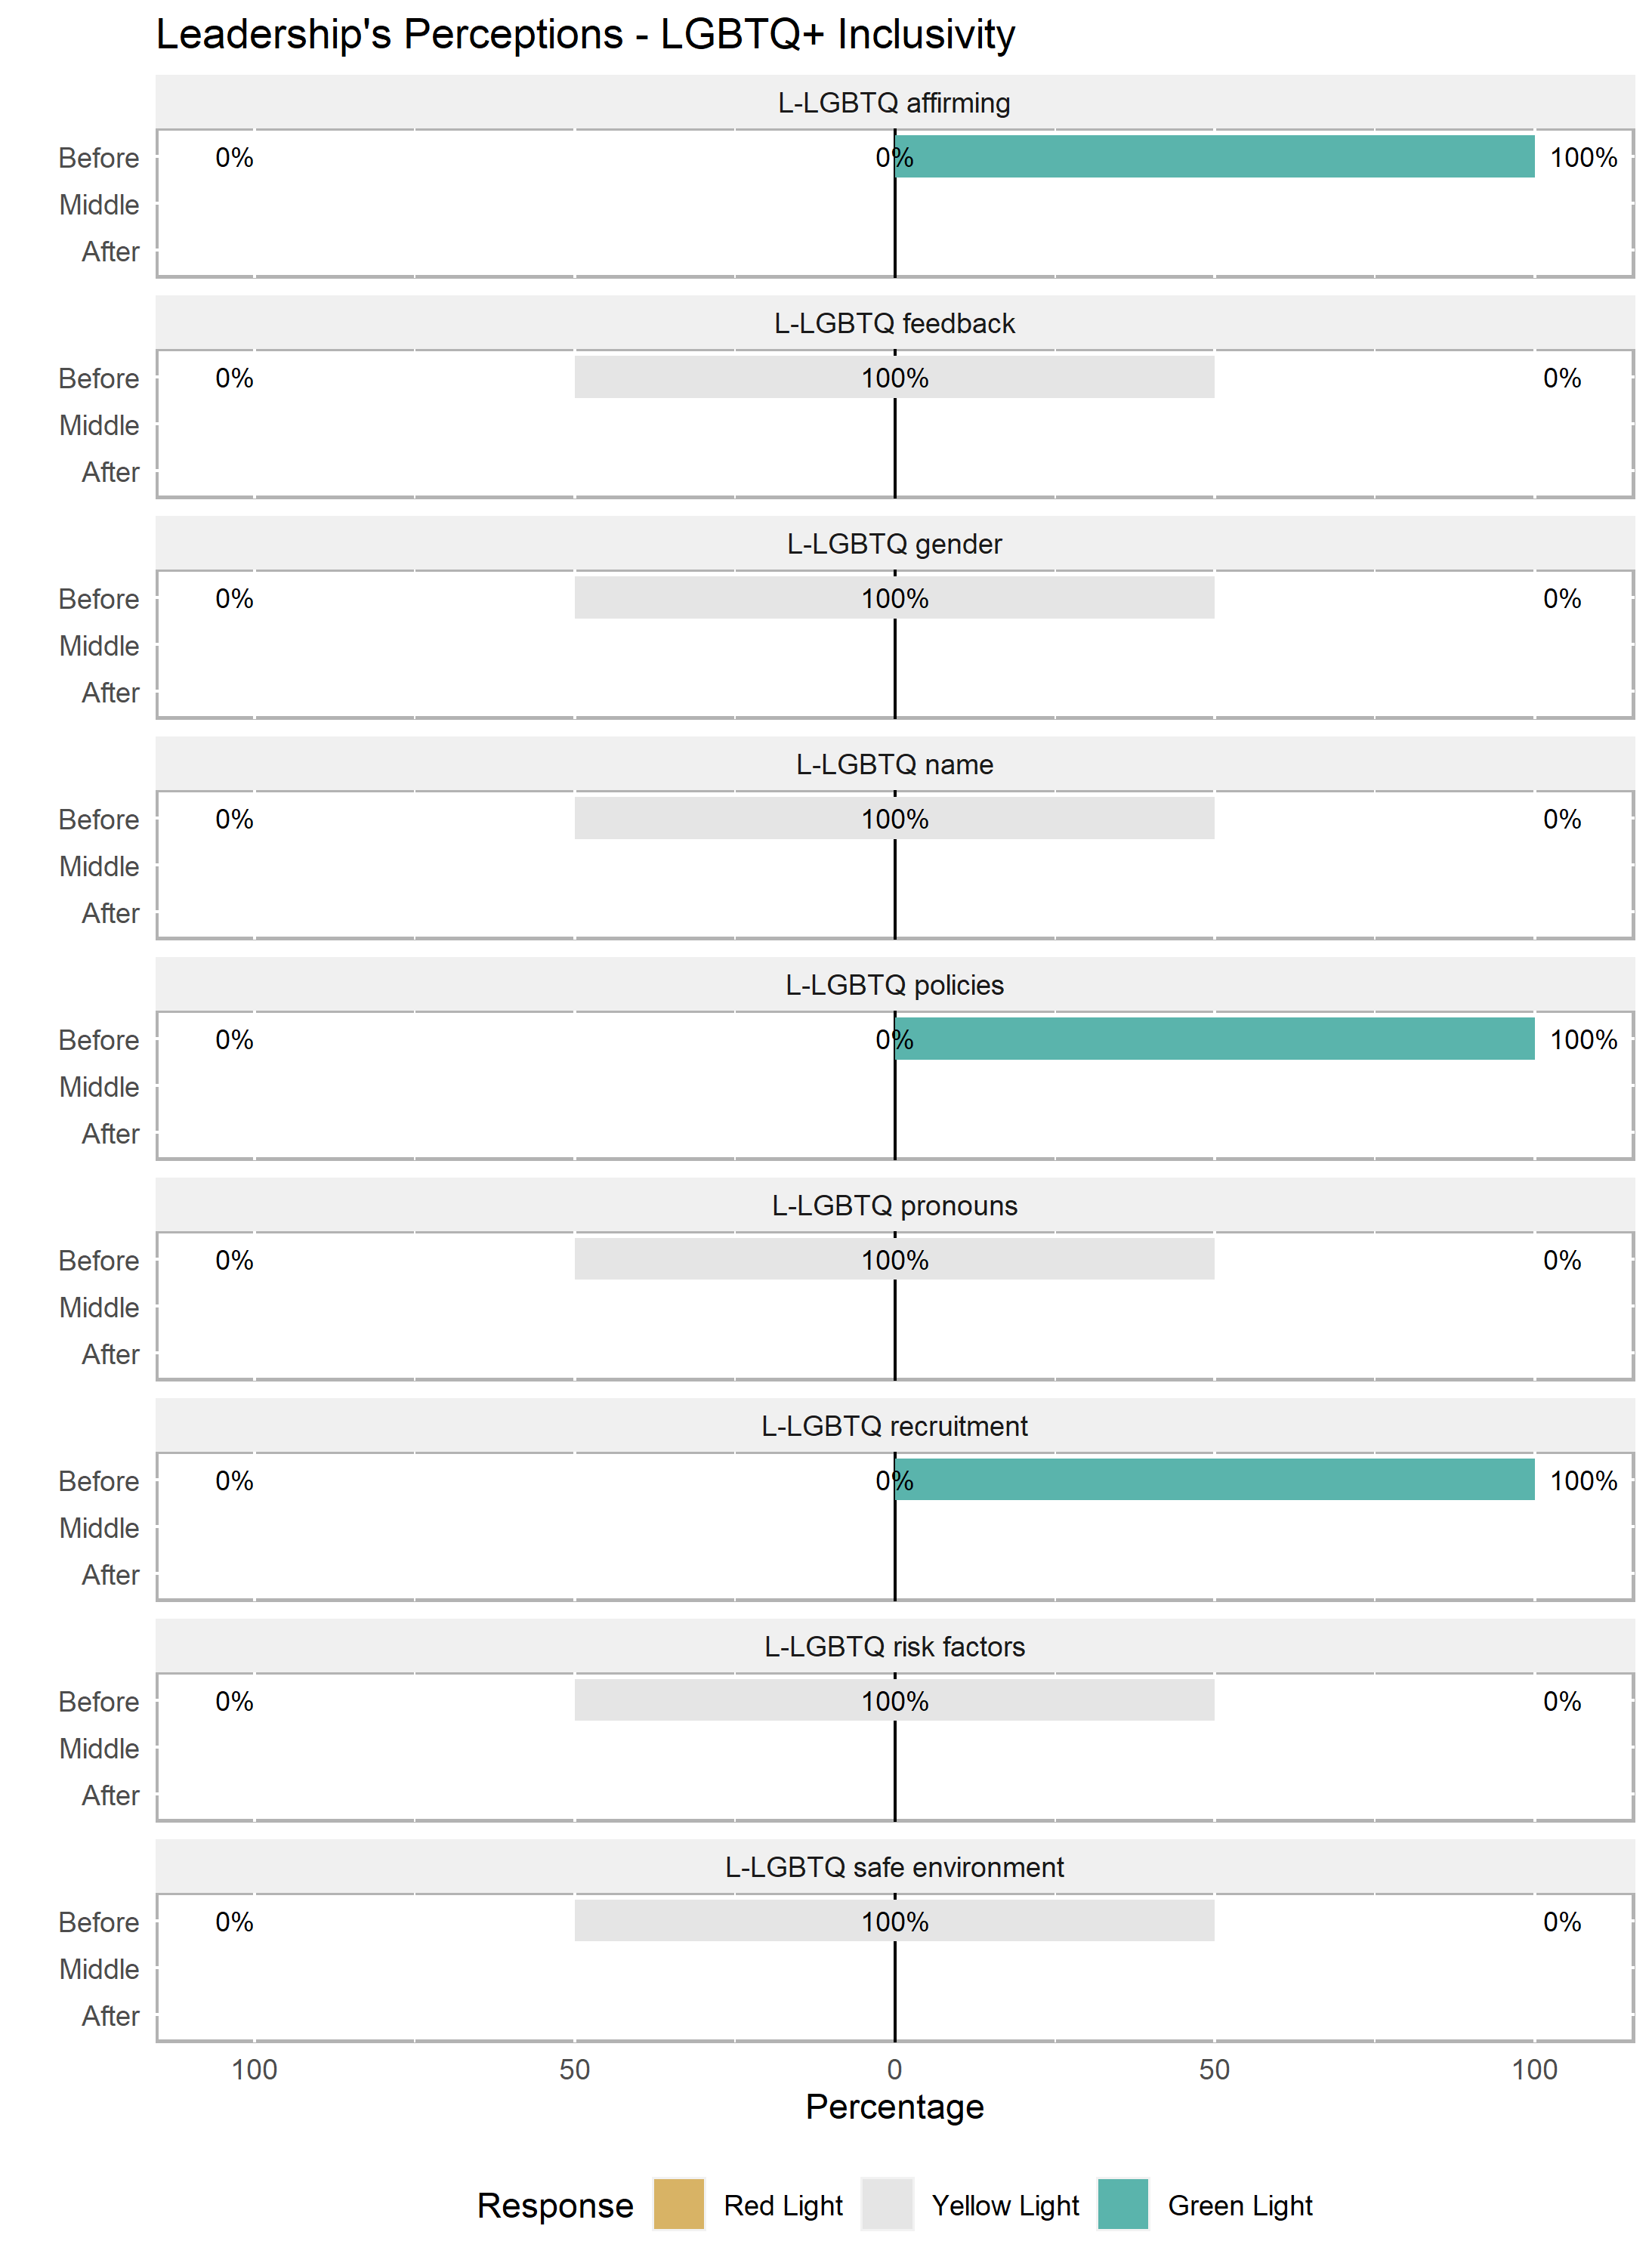 Leadership's Perceptions - LGBTQ+ Inclusivity
L-LGBTQ affirming
Before 0% 0% 100%
Middle
After
L-LGBTQ feedback
Before 0% 100% 0%
Middle
After
L-LGBTQ gender
Before 0% 100% 0%
Middle
After
L-LGBTQ name
Before 0% 100% 0%
Middle
After
L-LGBTQ policies
Before 0% 0% 100%
Middle
After
L-LGBTQ pronouns
Before 0% 100% 0%
Middle
After
L-LGBTQ recruitment
Before 0% 0% 100%
Middle
After
L-LGBTQ risk factors
Before 0% 100% 0%
Middle
After
L-LGBTQ safe environment
Before 0% 100% 0%
Middle
After
100 50 0 50 100
Percentage
Response Red Light Yellow Light Green Light